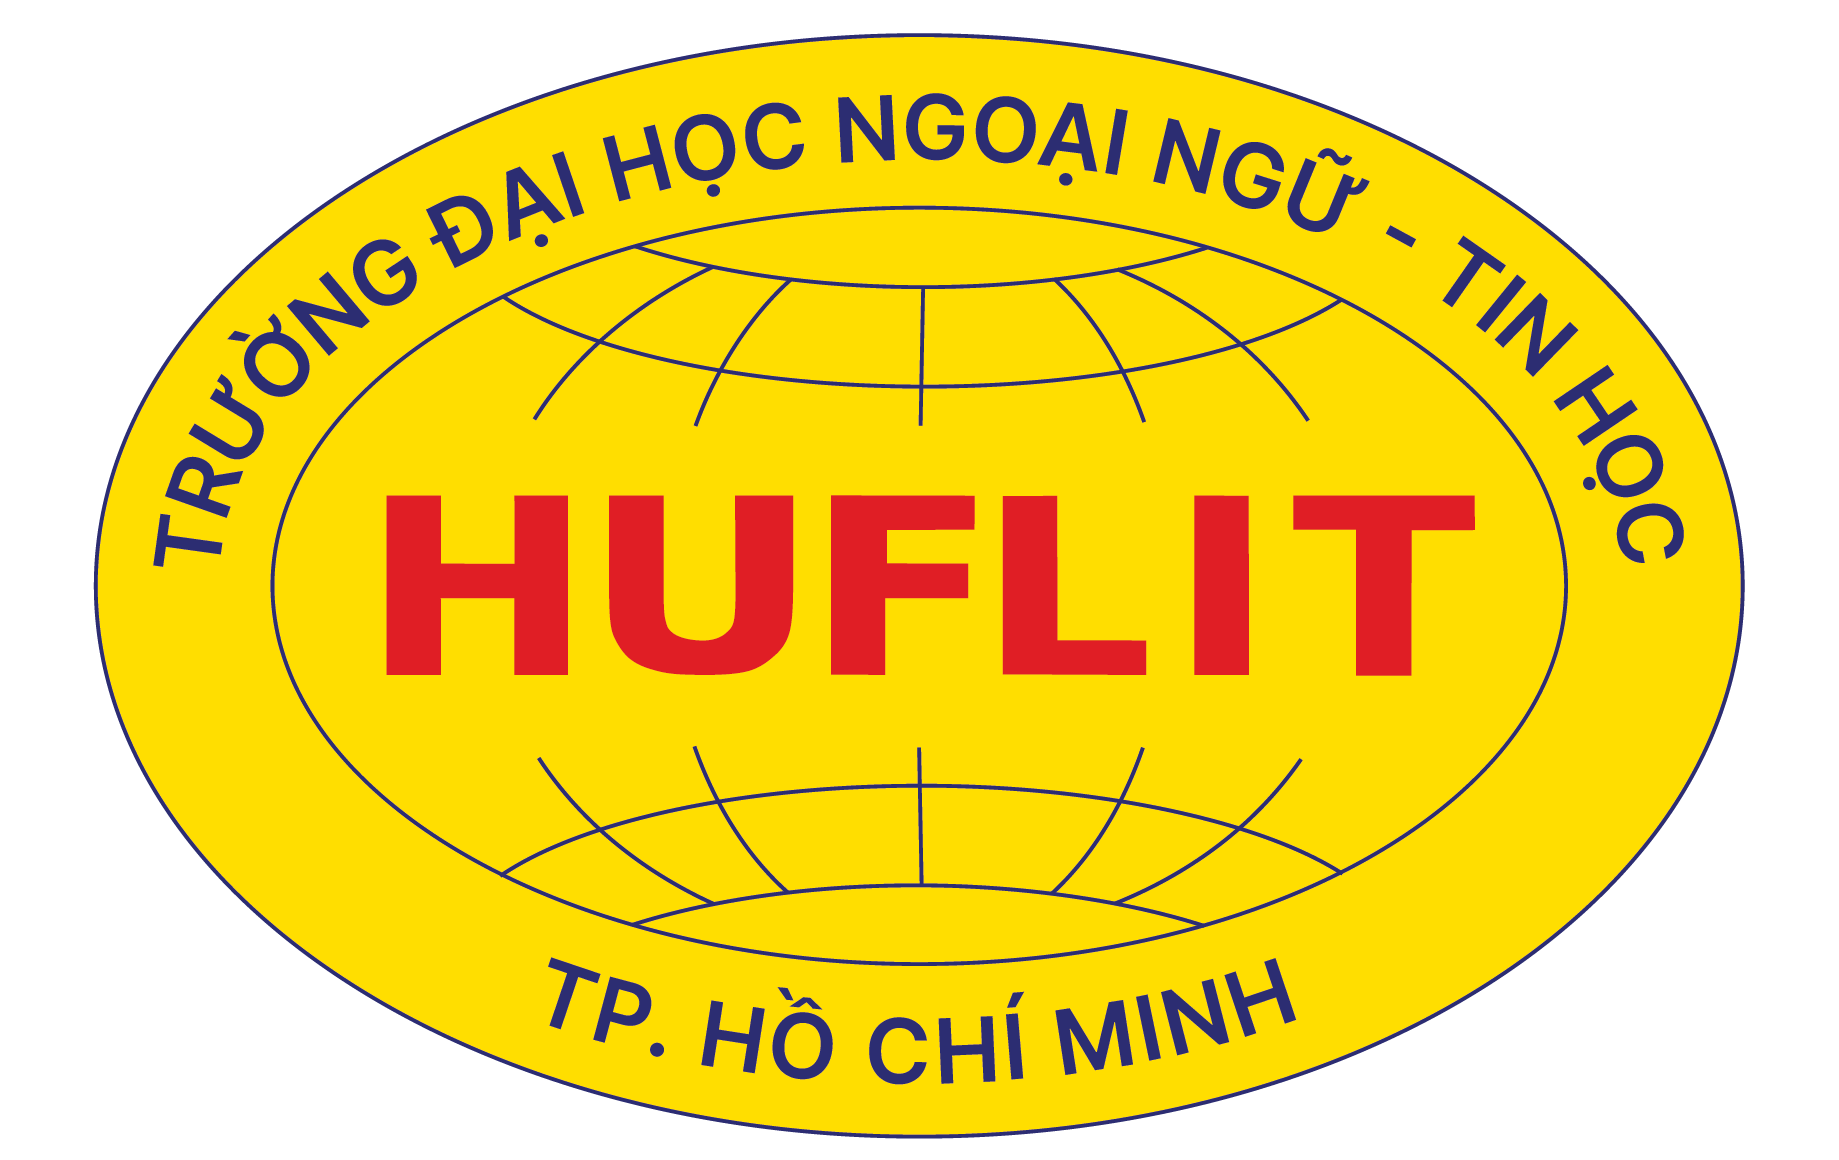 TRƯỜNG ĐẠI HỌC NGOẠI NGỮ - TIN HỌC
HUFLIT
TP. HỒ CHÍ MINH